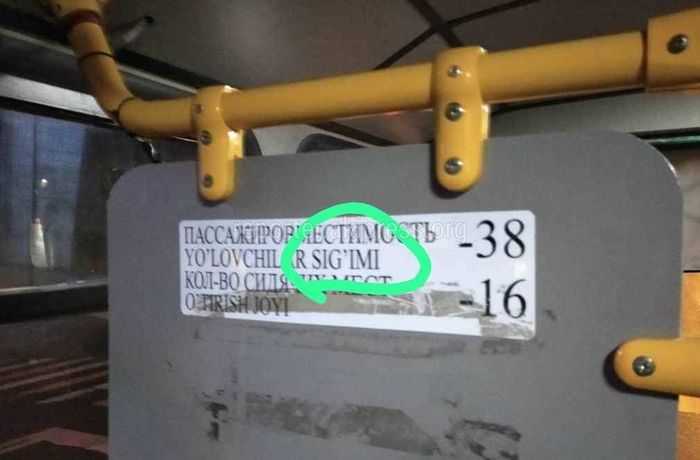 ПАССАЖИРОВМЕСТИМОСТЬ -38
YO'LOVCHILAR SIG'IMI
КОЛ-ВО СИДЯЧИХ МЕСТ -16
O'TIRISH JOYI